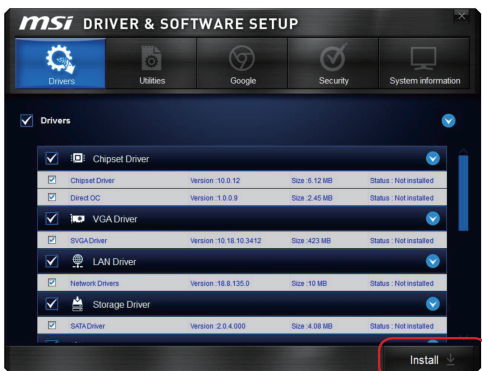 msi DRIVER & SOFTWARE SETUP
Drivers Utilities Google Security System information
Drivers
Chipset Driver
Chipset Driver Version :10.0.12 Size :5.12 MB Status : Not installed
Direct OC Version :1.0.0.9 Size :2.45 MB Status : Not installed
VGA Driver
SVGA Driver Version :10.18.10.3412 Size :423 MB Status : Not installed
LAN Driver
Network Drivers Version :18.8.135.0 Size :10 MB Status : Not installed
Storage Driver
SATA Driver Version :2.0.4.000 Size :4.08 MB Status : Not installed
Install